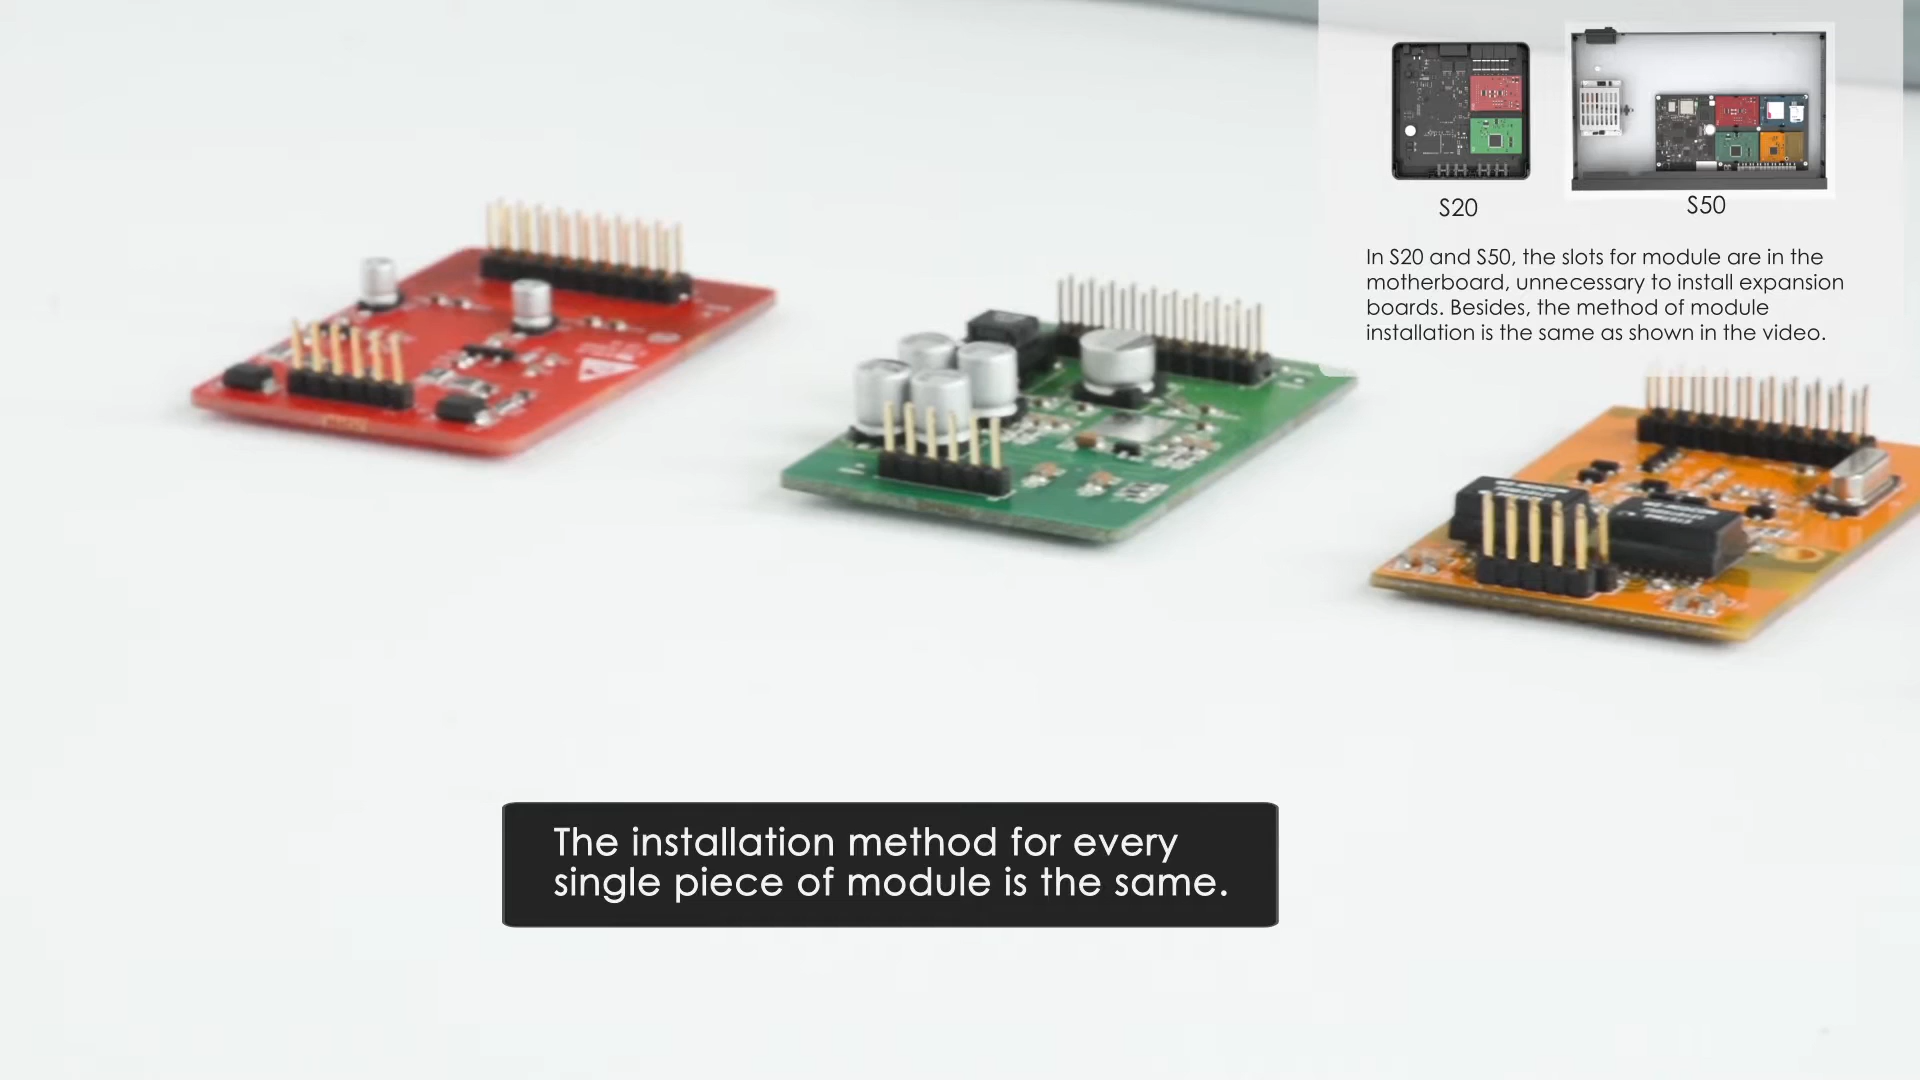 S20
S50
In S20 and S50, the slots for module are in the
motherboard, unnecessary to install expansion
boards. Besides, the method of module
installation is the same as shown in the video.
The installation method for every
single piece of module is the same.